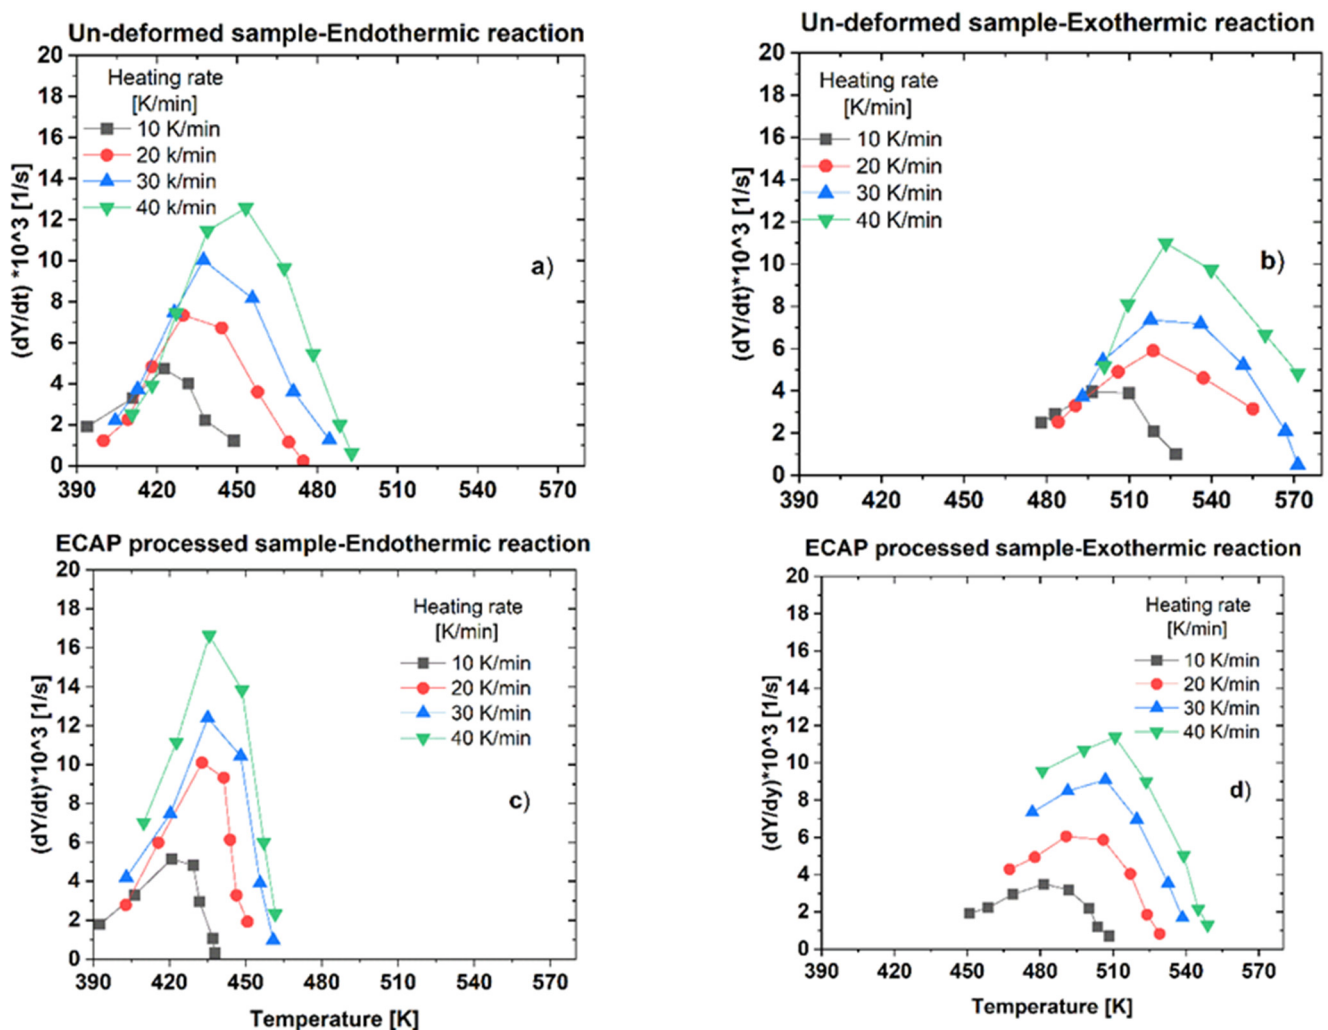 Un-deformed sample-Endothermic reaction
20
18
16
14
12
10
8
6
4
2
0
(dY/dt) *10^3 [1/s]
Heating rate
[K/min]
10 K/min
20 k/min
30 k/min
40 k/min
a)
390 420 450 480 510 540 570
Un-deformed sample-Exothermic reaction
20
18
16
14
12
10
8
6
4
2
0
(dY/dt)*10^3 [1/s]
Heating rate
[K/min]
10 K/min
20 K/min
30 K/min
40 K/min
b)
390 420 450 480 510 540 570
ECAP processed sample-Endothermic reaction
20
18
16
14
12
10
8
6
4
2
0
(dY/dt)*10^3 [1/s]
Heating rate
[K/min]
10 K/min
20 K/min
30 K/min
40 K/min
c)
390 420 450 480 510 540 570
Temperature [K]
ECAP processed sample-Exothermic reaction
20
18
16
14
12
10
8
6
4
2
0
(dY/dy)*10^3 [1/s]
Heating rate
[K/min]
10 K/min
20 K/min
30 K/min
40 K/min
d)
390 420 450 480 510 540 570
Temperature [K]